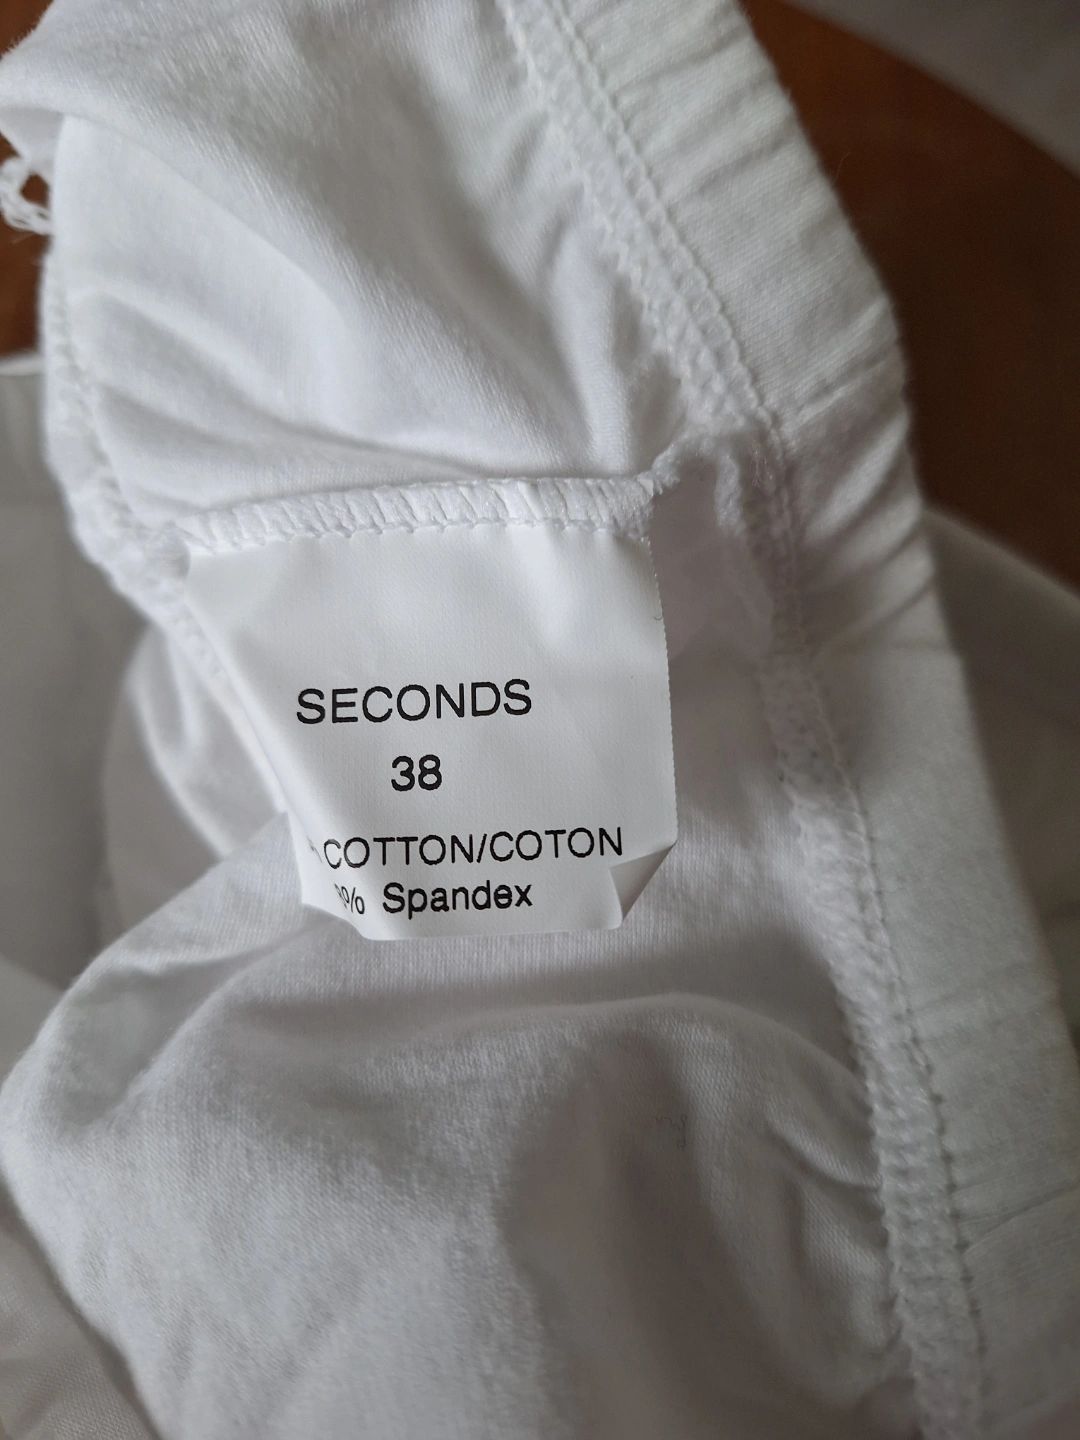 SECONDS
38
COTTON/COTON
% Spandex